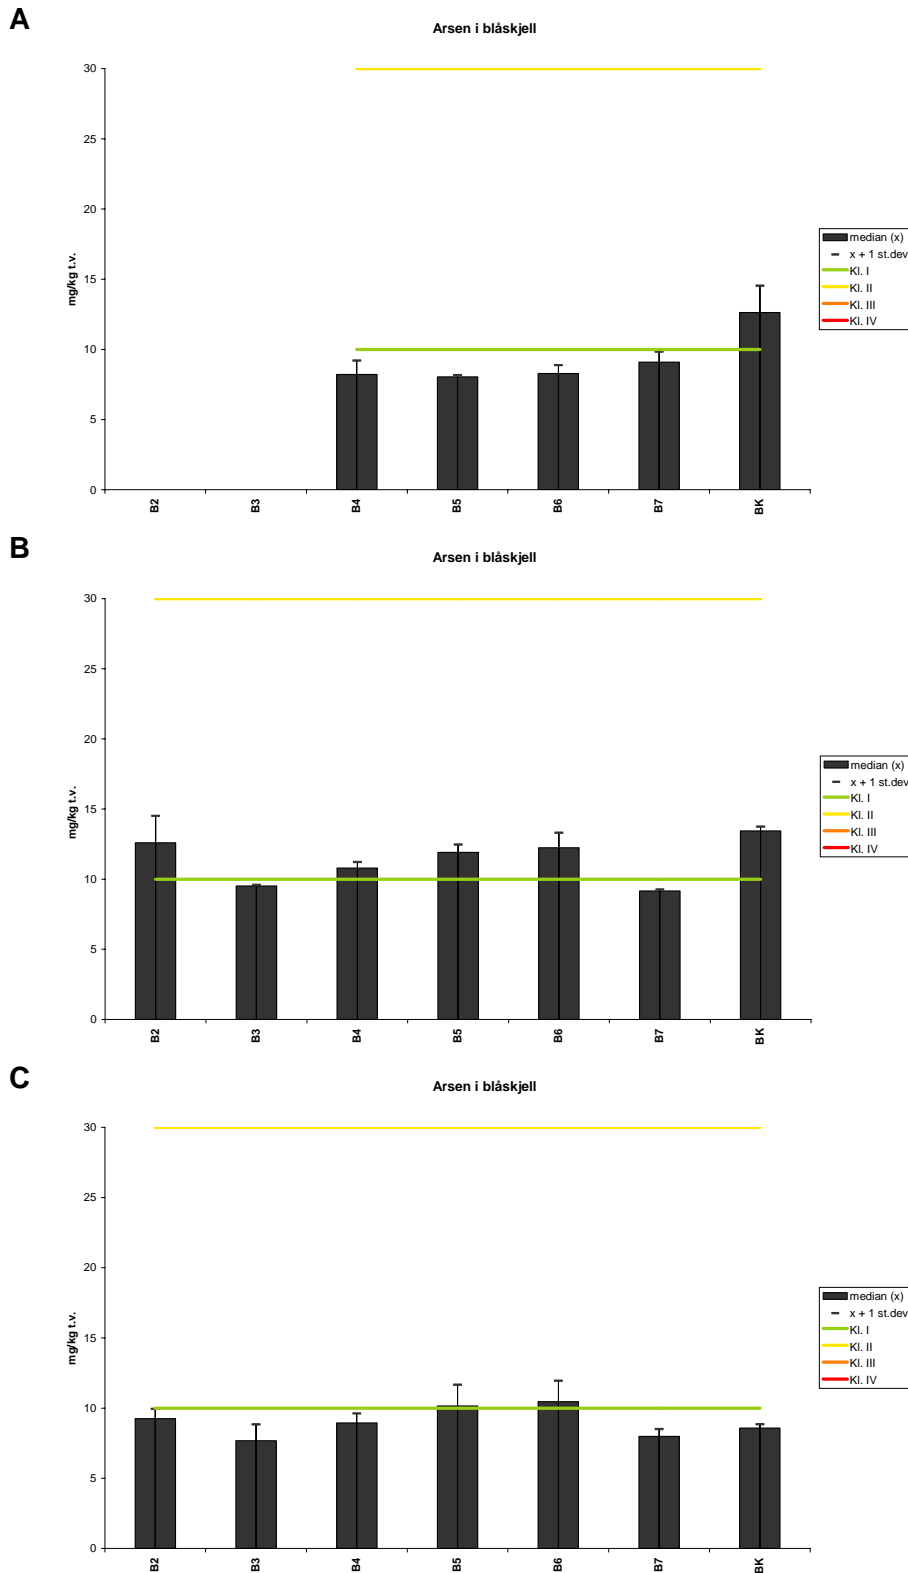 A
Arsen i blåskjell
mg/kg t.v.
30
25
20
15
10
5
0
B2 B3 B4 B5 B6 B7 BK
median (x)
x + 1 st.dev
Kl. I
Kl. II
Kl. III
Kl. IV
B
Arsen i blåskjell
mg/kg t.v.
30
25
20
15
10
5
0
B2 B3 B4 B5 B6 B7 BK
median (x)
x + 1 st.dev
Kl. I
Kl. II
Kl. III
Kl. IV
C
Arsen i blåskjell
mg/kg t.v.
30
25
20
15
10
5
0
B2 B3 B4 B5 B6 B7 BK
median (x)
x + 1 st.dev
Kl. I
Kl. II
Kl. III
Kl. IV